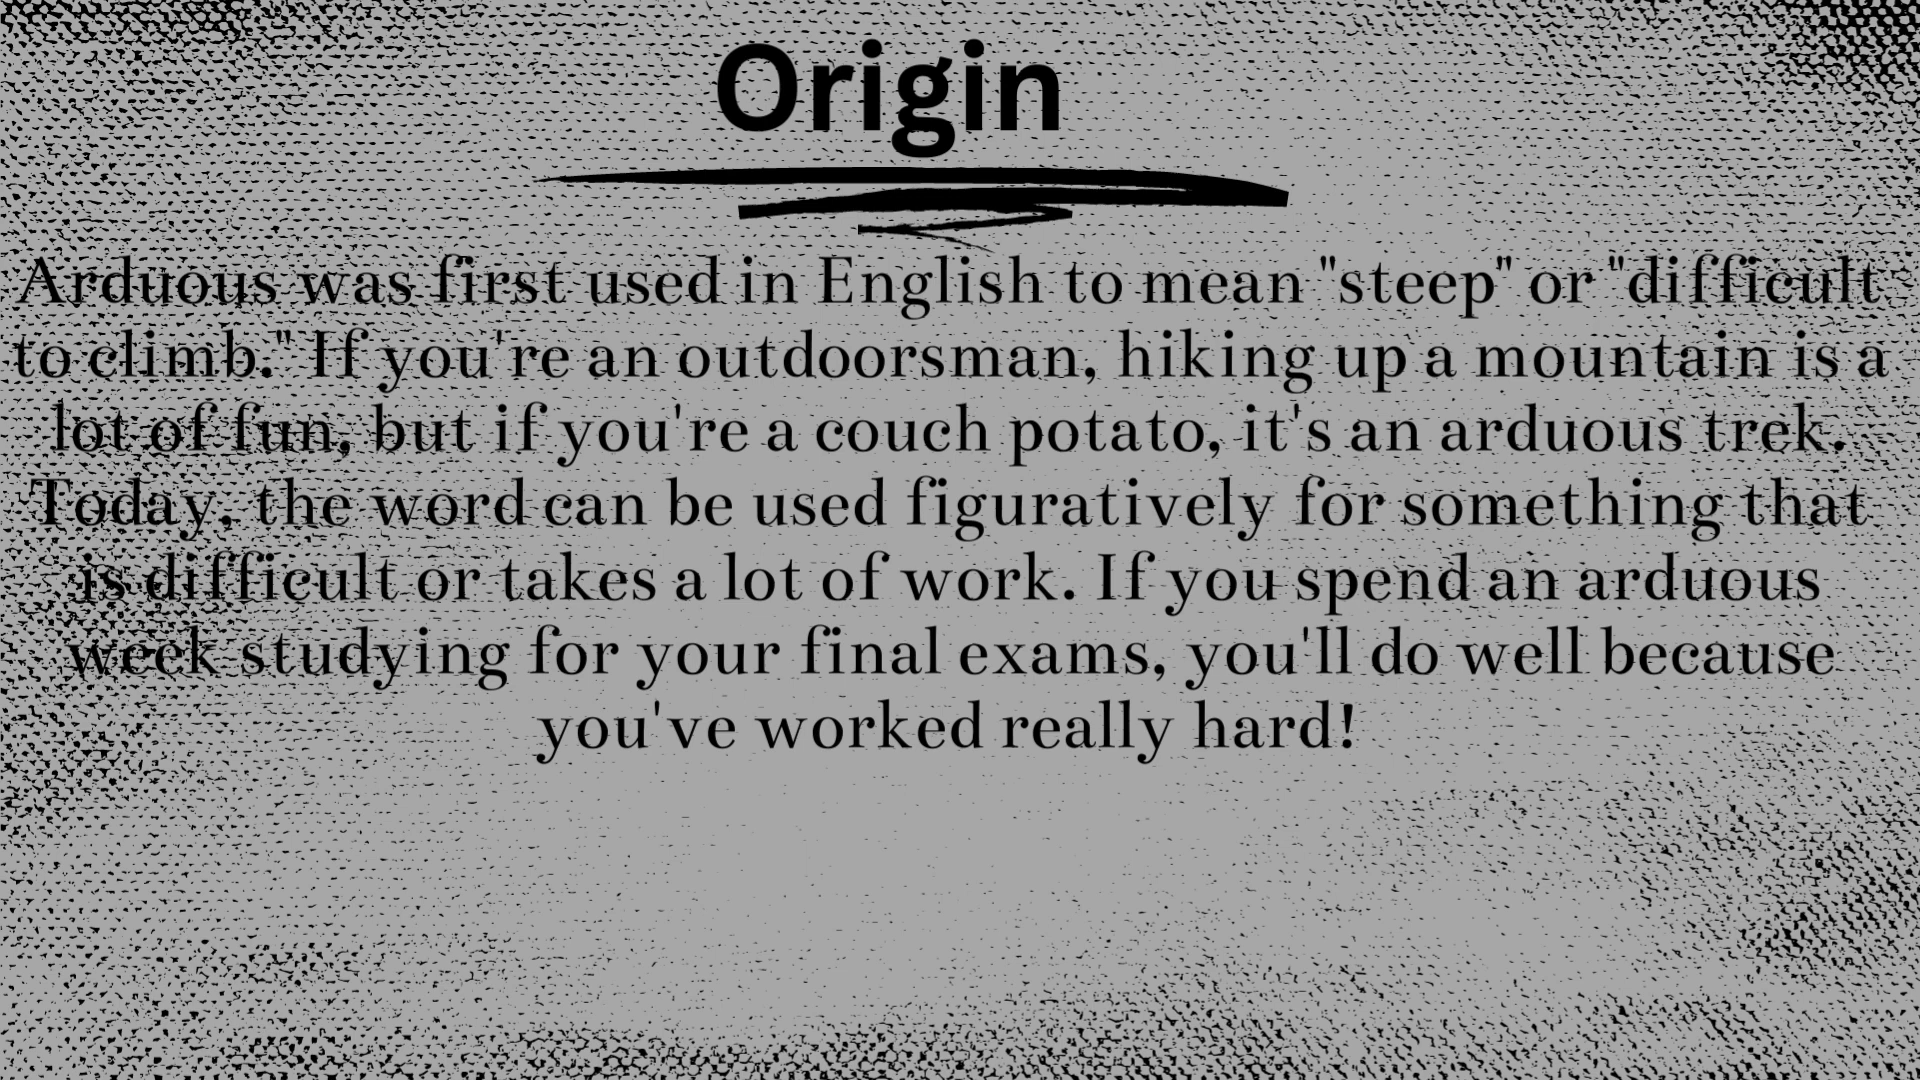 Origin
Arduous was first used in English to mean "steep" or "difficult
to climb." If you're an outdoorsman, hiking up a mountain is a
lot of fun, but if you're a couch potato, it's an arduous trek.
Today, the word can be used figuratively for something that
is difficult or takes a lot of work. If you spend an arduous
week studying for your final exams, you'll do well because
you've worked really hard!